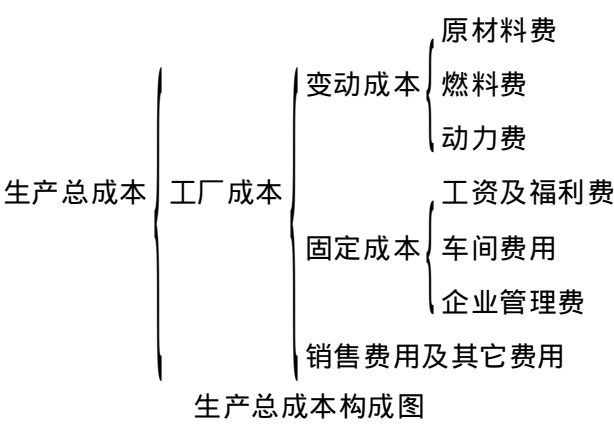 原材料费
变动成本
燃料费
动力费
生产总成本
工厂成本
工资及福利费
固定成本
车间费用
企业管理费
销售费用及其它费用
生产总成本构成图